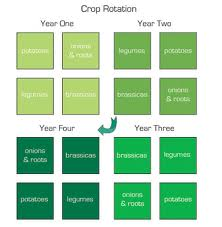 Crop Rotation
Year One
Year Two
potatoes
onions
& roots
legumes
potatoes
legumes
brassicas
brassicas
onions
& roots
Year Four
Year Three
onions
& roots
brassicas
brassicas
legumes
potatoes
legumes
onions
& roots
potatoes